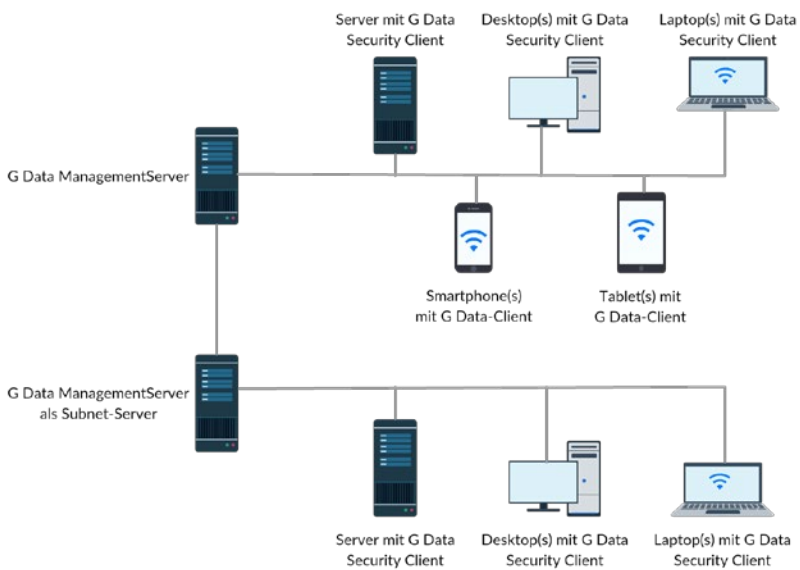 Server mit G Data
Security Client
Desktop(s) mit G Data
Security Client
Laptop(s) mit G Data
Security Client
G Data ManagementServer
Smartphone(s)
mit G Data-Client
Tablet(s) mit
G Data-Client
G Data ManagementServer
als Subnet-Server
Server mit G Data
Security Client
Desktop(s) mit G Data
Security Client
Laptop(s) mit G Data
Security Client